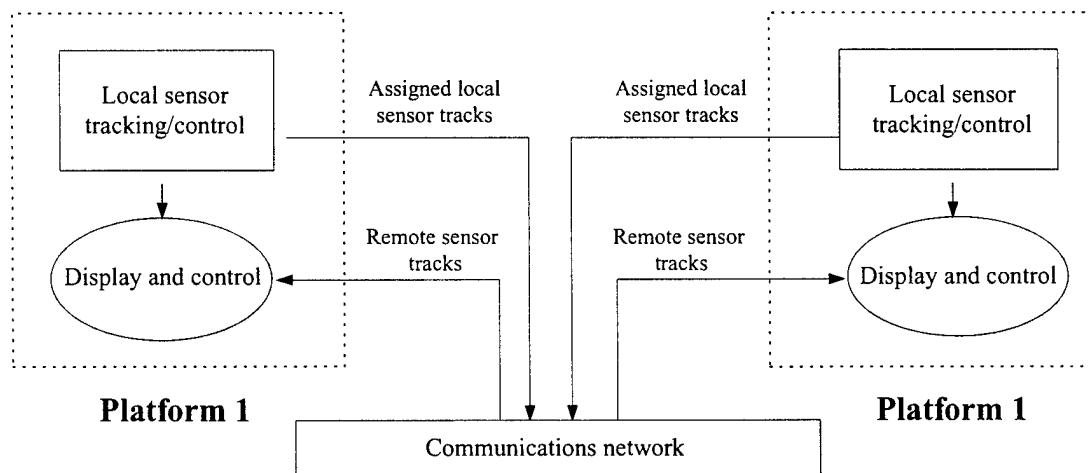 Local sensor
tracking/control
Assigned local
sensor tracks
Assigned local
sensor tracks
Local sensor
tracking/control
Display and control
Remote sensor
tracks
Remote sensor
tracks
Display and control
Platform 1
Platform 1
Communications network